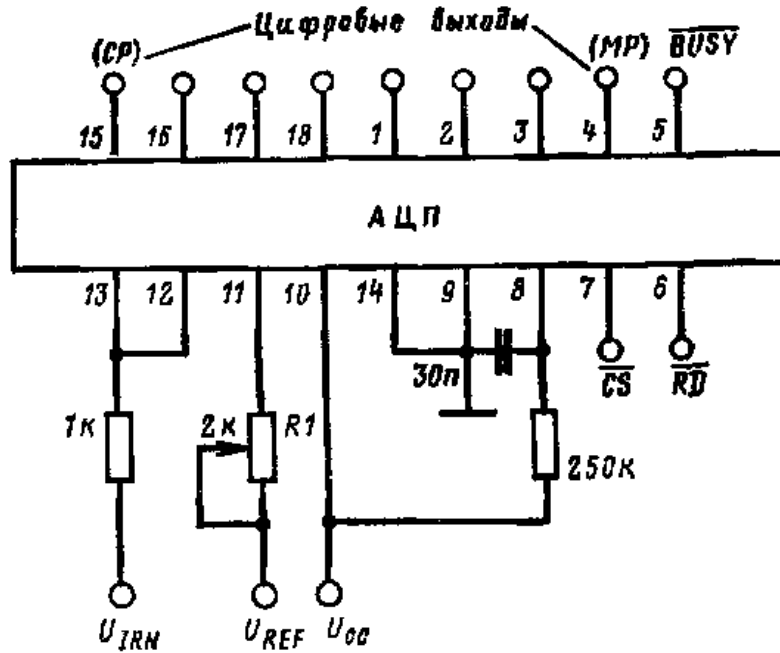 Цифровые выходы
(СР) (МР) BUSY
15 16 17 18 1 2 3 4 5
АЦП
13 12 11 10 14 9 8 7 6
30п CS RD
1к 2к R1
250к
U_IRN U_REF U_CC